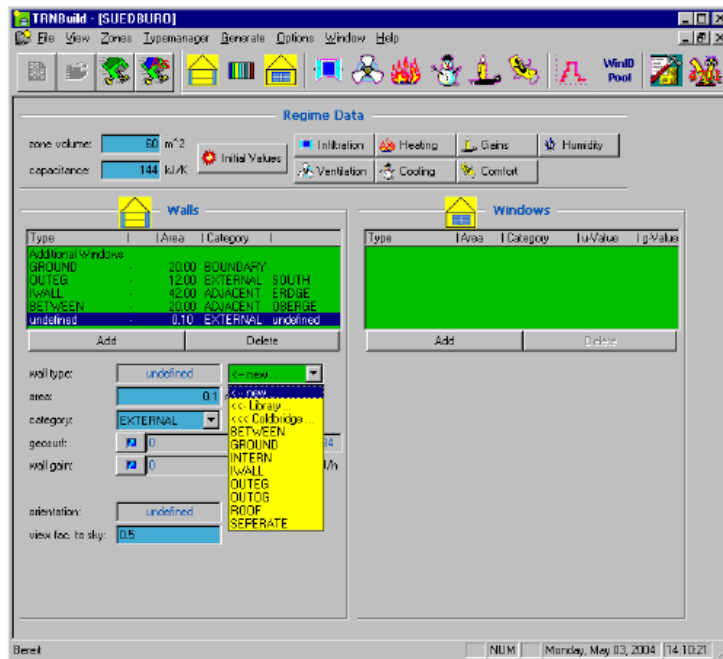 TRNBuild - [SUEDBURO]
File View Zones Typemanager Generate Options Window Help
WinID Pool
Regime Data
zone volume: 60 m^2
capacitance: 144 kJ/K
Initial Values
Infiltration Heating Gains Humidity
Ventilation Cooling Comfort
Walls
Type Area Category
Additional Windows
GROUND - 20.00 BOUNDARY
OUTEG - 12.00 EXTERNAL SOUTH
IWALL - 42.00 ADJACENT ERDGE
BETWEEN - 20.00 ADJACENT OBERGE
undefined - 0.10 EXTERNAL undefined
Add Delete
wall type: undefined <-- new ...
area: 0.1
category: EXTERNAL
geosurf: 0
wall gain: 0 /h
orientation: undefined
view fac. to sky: 0.5
<-- new ...
<<- Library ...
<<< Coldbridge ...
BETWEEN
GROUND
INTERN
IWALL
OUTEG
OUTOG
ROOF
SEPERATE
Windows
Type Area Category u-Value g-Value
Add Delete
Bereit NUM Monday, May 03, 2004 14:10:21